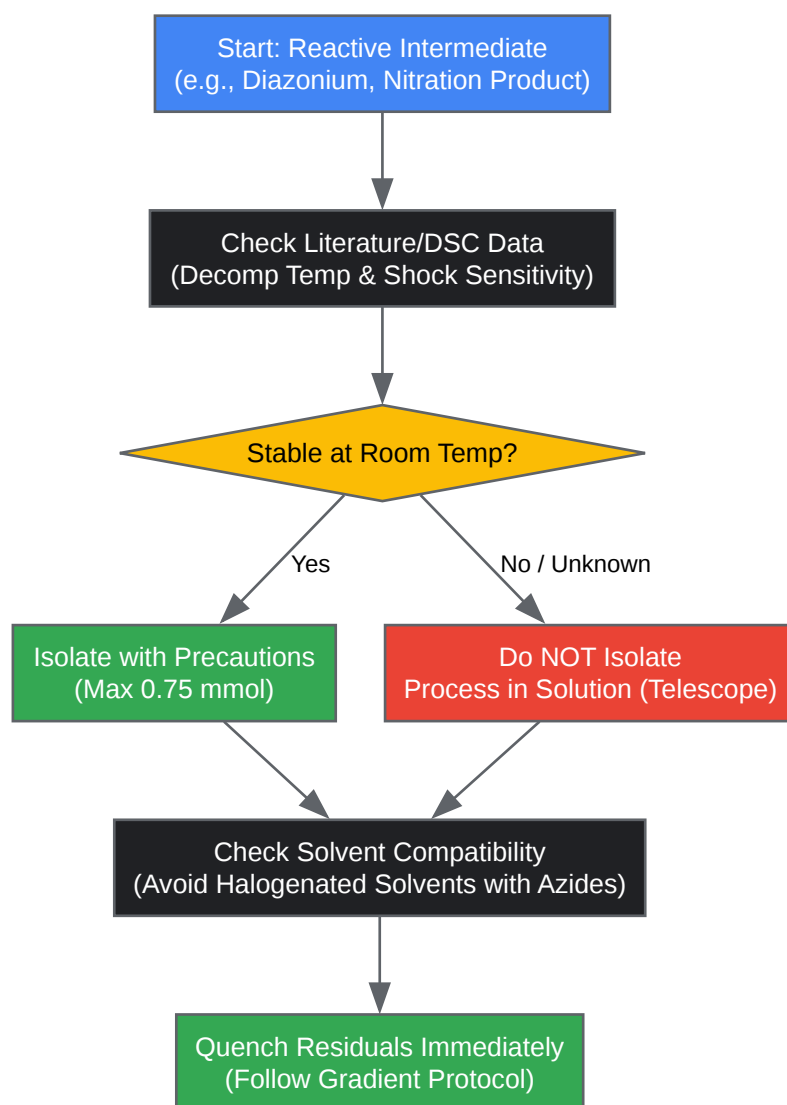 Start: Reactive Intermediate
(e.g., Diazonium, Nitration Product)
Check Literature/DSC Data
(Decomp Temp & Shock Sensitivity)
Stable at Room Temp?
Yes
No / Unknown
Isolate with Precautions
(Max 0.75 mmol)
Do NOT Isolate
Process in Solution (Telescope)
Check Solvent Compatibility
(Avoid Halogenated Solvents with Azides)
Quench Residuals Immediately
(Follow Gradient Protocol)